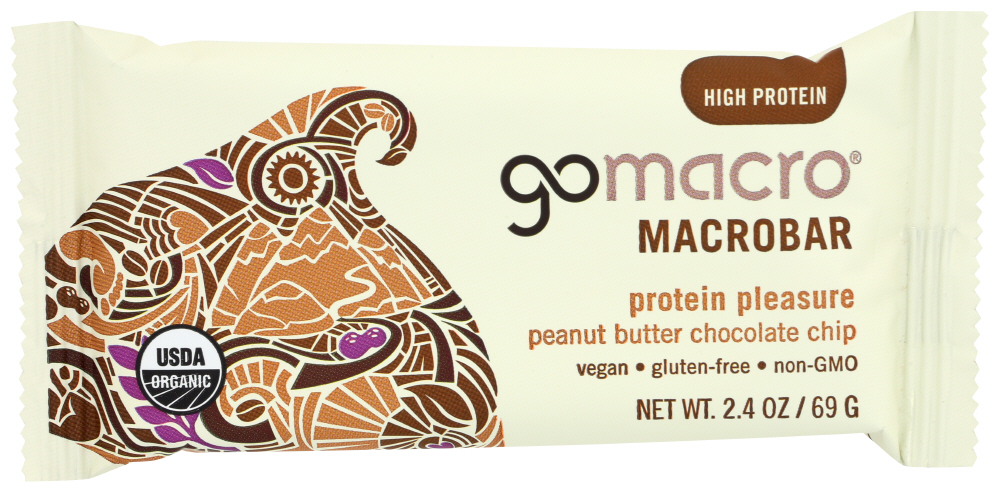 HIGH PROTEIN
gomacro®
MACROBAR
protein pleasure
peanut butter chocolate chip
vegan • gluten-free • non-GMO
NET WT. 2.4 OZ / 69 G
USDA
ORGANIC